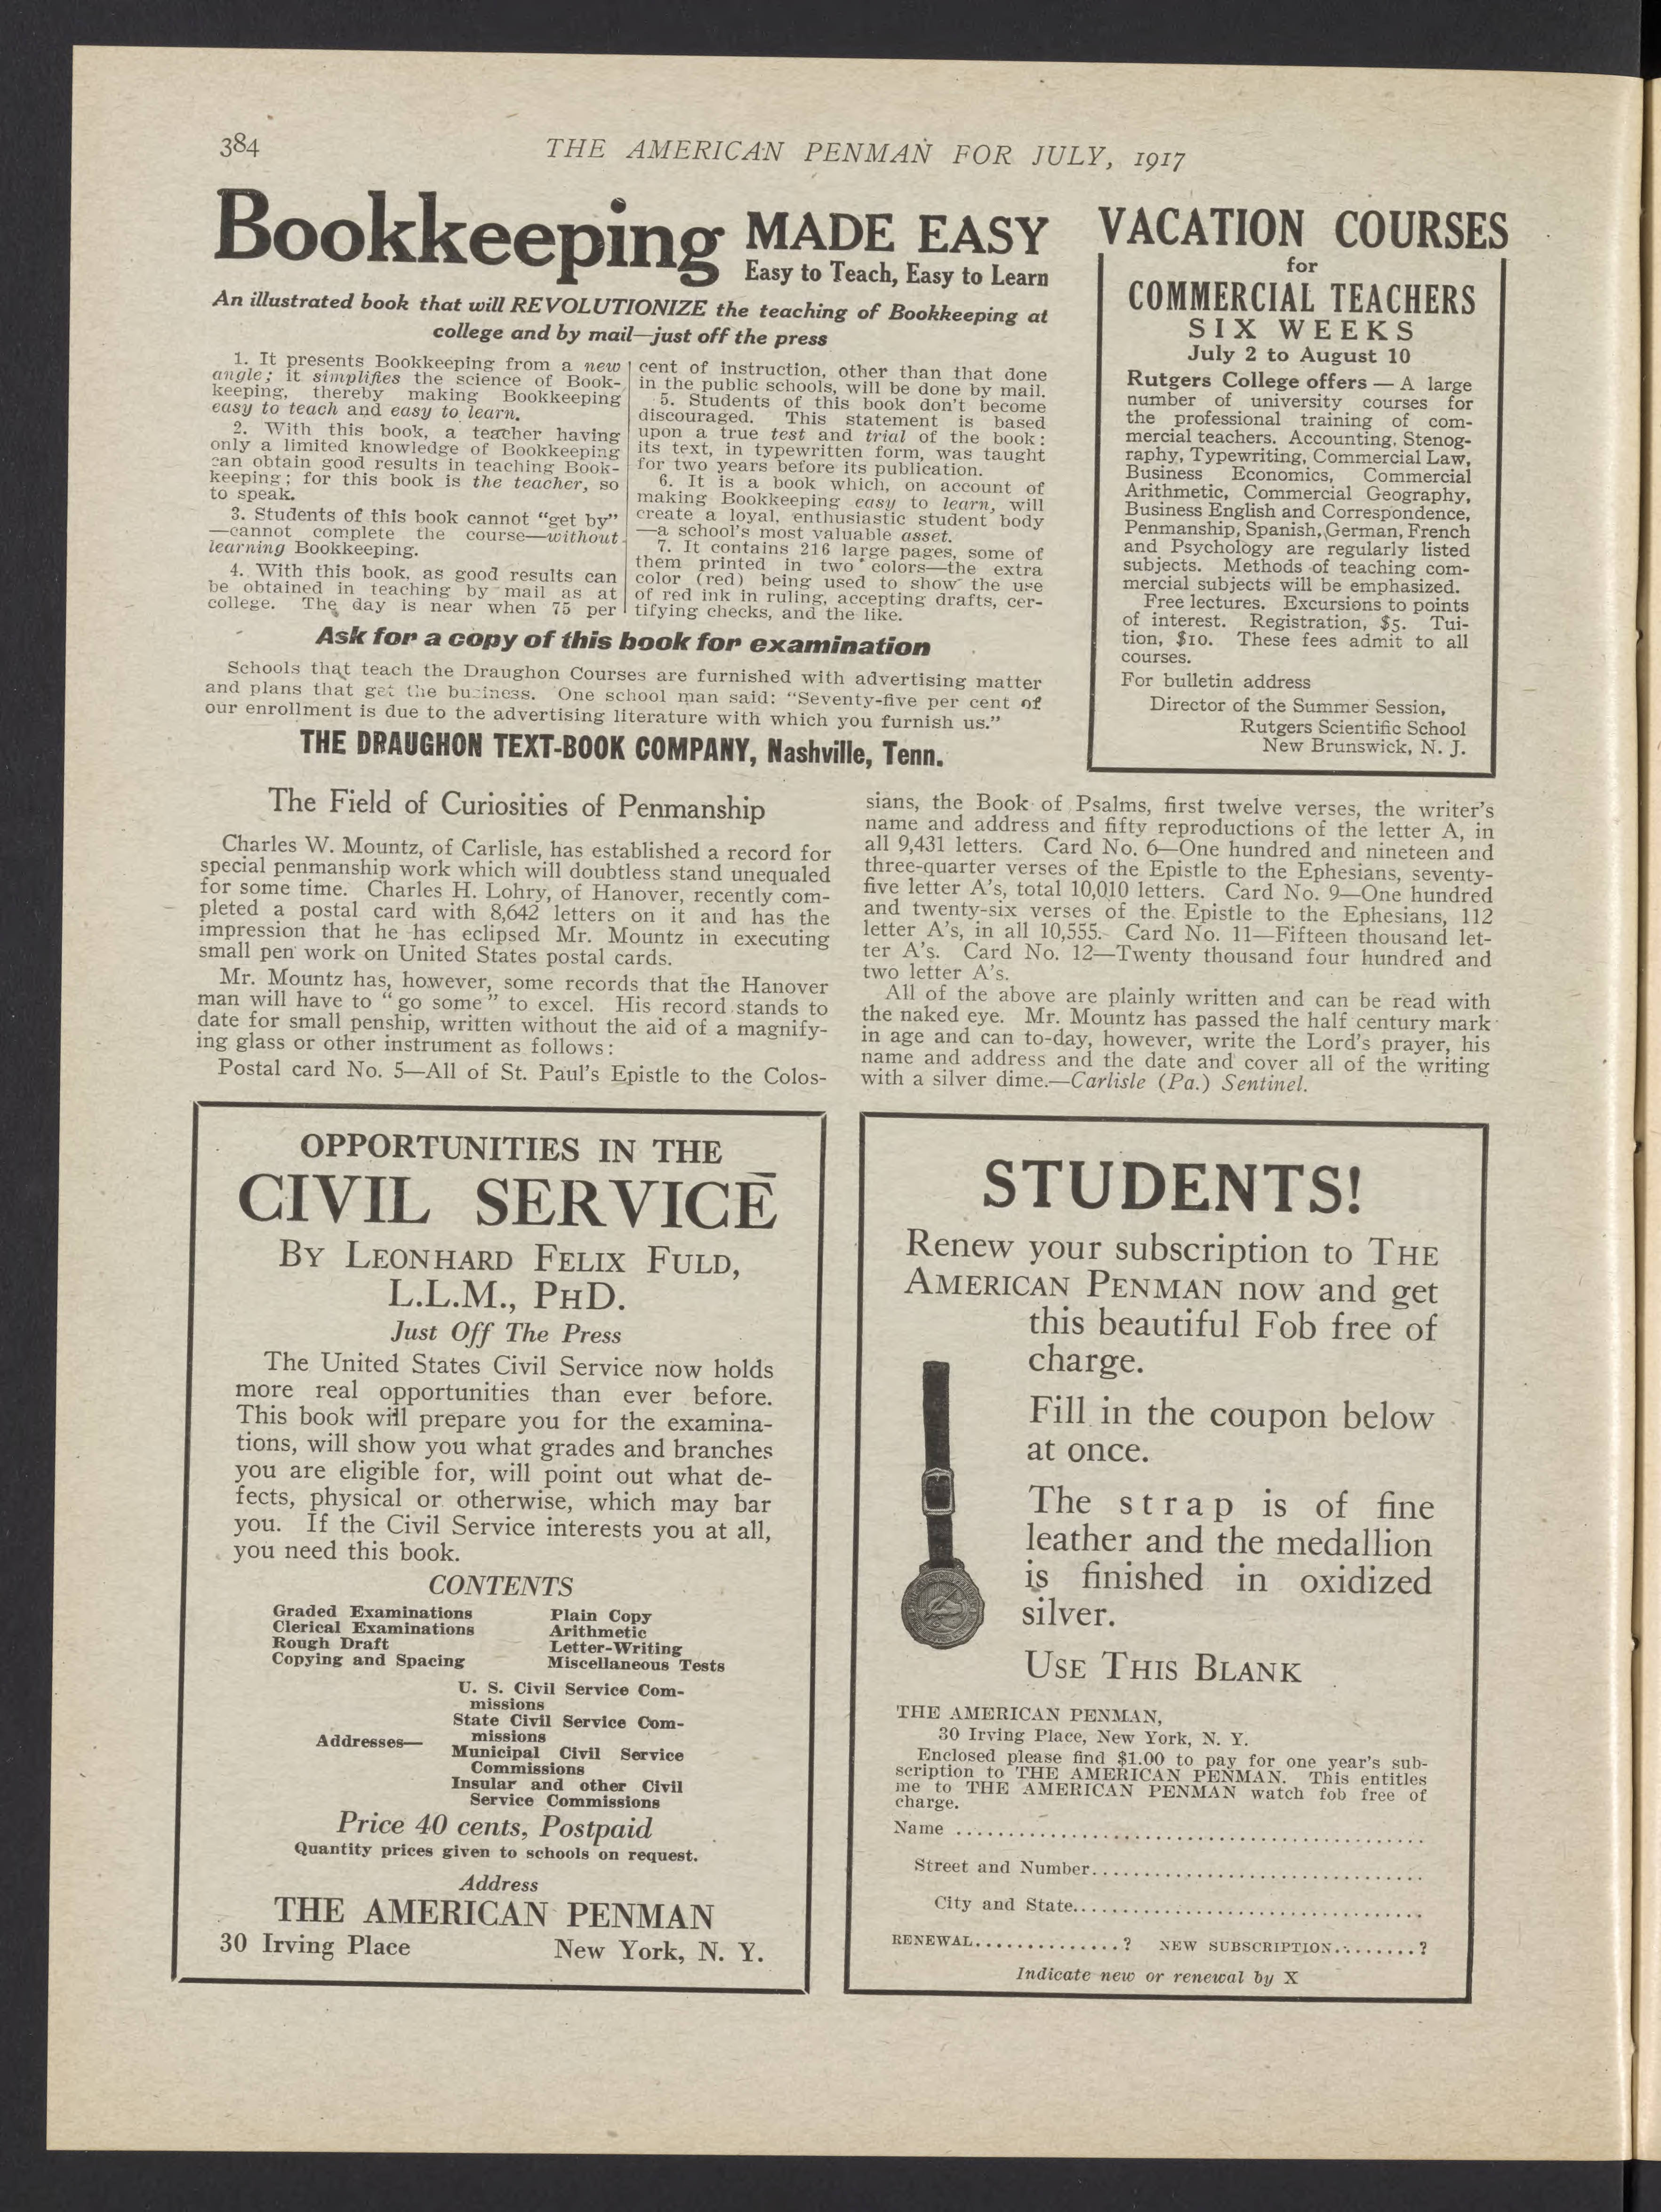 384
THE AMERICAN PENMAN FOR JULY, 1917
Bookkeeping MADE EASY
Easy to Teach, Easy to Learn
An illustrated book that will REVOLUTIONIZE the teaching of Bookkeeping at
college and by mail—just off the press
1. It presents Bookkeeping from a new
angle; it simplifies the science of Book-
keeping, thereby making Bookkeeping
easy to teach and easy to learn.
2. With this book, a teacher having
only a limited knowledge of Bookkeeping
can obtain good results in teaching Book-
keeping; for this book is the teacher, so
to speak.
3. Students of this book cannot "get by"
—cannot complete the course—without
learning Bookkeeping.
4. With this book, as good results can
be obtained in teaching by mail as at
college. The day is near when 75 per
cent of instruction, other than that done
in the public schools, will be done by mail.
5. Students of this book don't become
discouraged. This statement is based
upon a true test and trial of the book:
its text, in typewritten form, was taught
for two years before its publication.
6. It is a book which, on account of
making Bookkeeping easy to learn, will
create a loyal, enthusiastic student body
—a school's most valuable asset.
7. It contains 216 large pages, some of
them printed in two colors—the extra
color (red) being used to show the use
of red ink in ruling, accepting drafts, cer-
tifying checks, and the like.
Ask for a copy of this book for examination
Schools that teach the Draughon Courses are furnished with advertising matter
and plans that get the business. One school man said: "Seventy-five per cent of
our enrollment is due to the advertising literature with which you furnish us."
THE DRAUGHON TEXT-BOOK COMPANY, Nashville, Tenn.
VACATION COURSES
for
COMMERCIAL TEACHERS
SIX WEEKS
July 2 to August 10
Rutgers College offers — A large
number of university courses for
the professional training of com-
mercial teachers. Accounting, Stenog-
raphy, Typewriting, Commercial Law,
Business Economics, Commercial
Arithmetic, Commercial Geography,
Business English and Correspondence,
Penmanship, Spanish, German, French
and Psychology are regularly listed
subjects. Methods of teaching com-
mercial subjects will be emphasized.
Free lectures. Excursions to points
of interest. Registration, $5. Tui-
tion, $10. These fees admit to all
courses.
For bulletin address
Director of the Summer Session,
Rutgers Scientific School
New Brunswick, N. J.
The Field of Curiosities of Penmanship
Charles W. Mountz, of Carlisle, has established a record for
special penmanship work which will doubtless stand unequaled
for some time. Charles H. Lohry, of Hanover, recently com-
pleted a postal card with 8,642 letters on it and has the
impression that he has eclipsed Mr. Mountz in executing
small pen work on United States postal cards.
Mr. Mountz has, however, some records that the Hanover
man will have to "go some" to excel. His record stands to
date for small penship, written without the aid of a magnify-
ing glass or other instrument as follows:
Postal card No. 5—All of St. Paul's Epistle to the Colos-
sians, the Book of Psalms, first twelve verses, the writer's
name and address and fifty reproductions of the letter A, in
all 9,431 letters. Card No. 6—One hundred and nineteen and
three-quarter verses of the Epistle to the Ephesians, seventy-
five letter A's, total 10,010 letters. Card No. 9—One hundred
and twenty-six verses of the Epistle to the Ephesians, 112
letter A's, in all 10,555. Card No. 11—Fifteen thousand let-
ter A's. Card No. 12—Twenty thousand four hundred and
two letter A's.
All of the above are plainly written and can be read with
the naked eye. Mr. Mountz has passed the half century mark
in age and can to-day, however, write the Lord's prayer, his
name and address and the date and cover all of the writing
with a silver dime.—Carlisle (Pa.) Sentinel.
OPPORTUNITIES IN THE
CIVIL SERVICE
BY LEONHARD FELIX FULD,
L.L.M., PHD.
Just Off The Press
The United States Civil Service now holds
more real opportunities than ever before.
This book will prepare you for the examina-
tions, will show you what grades and branches
you are eligible for, will point out what de-
fects, physical or otherwise, which may bar
you. If the Civil Service interests you at all,
you need this book.
CONTENTS
Graded Examinations
Clerical Examinations
Rough Draft
Copying and Spacing
Plain Copy
Arithmetic
Letter-Writing
Miscellaneous Tests
Addresses—
U. S. Civil Service Com-
missions
State Civil Service Com-
missions
Municipal Civil Service
Commissions
Insular and other Civil
Service Commissions
Price 40 cents, Postpaid
Quantity prices given to schools on request.
Address
THE AMERICAN PENMAN
30 Irving Place New York, N. Y.
STUDENTS!
Renew your subscription to THE
AMERICAN PENMAN now and get
this beautiful Fob free of
charge.
Fill in the coupon below
at once.
The strap is of fine
leather and the medallion
is finished in oxidized
silver.
USE THIS BLANK
THE AMERICAN PENMAN,
30 Irving Place, New York, N. Y.
Enclosed please find $1.00 to pay for one year's sub-
scription to THE AMERICAN PENMAN. This entitles
me to THE AMERICAN PENMAN watch fob free of
charge.
Name ..............................................
Street and Number.................................
City and State..................................
RENEWAL..............? NEW SUBSCRIPTION.........?
Indicate new or renewal by X